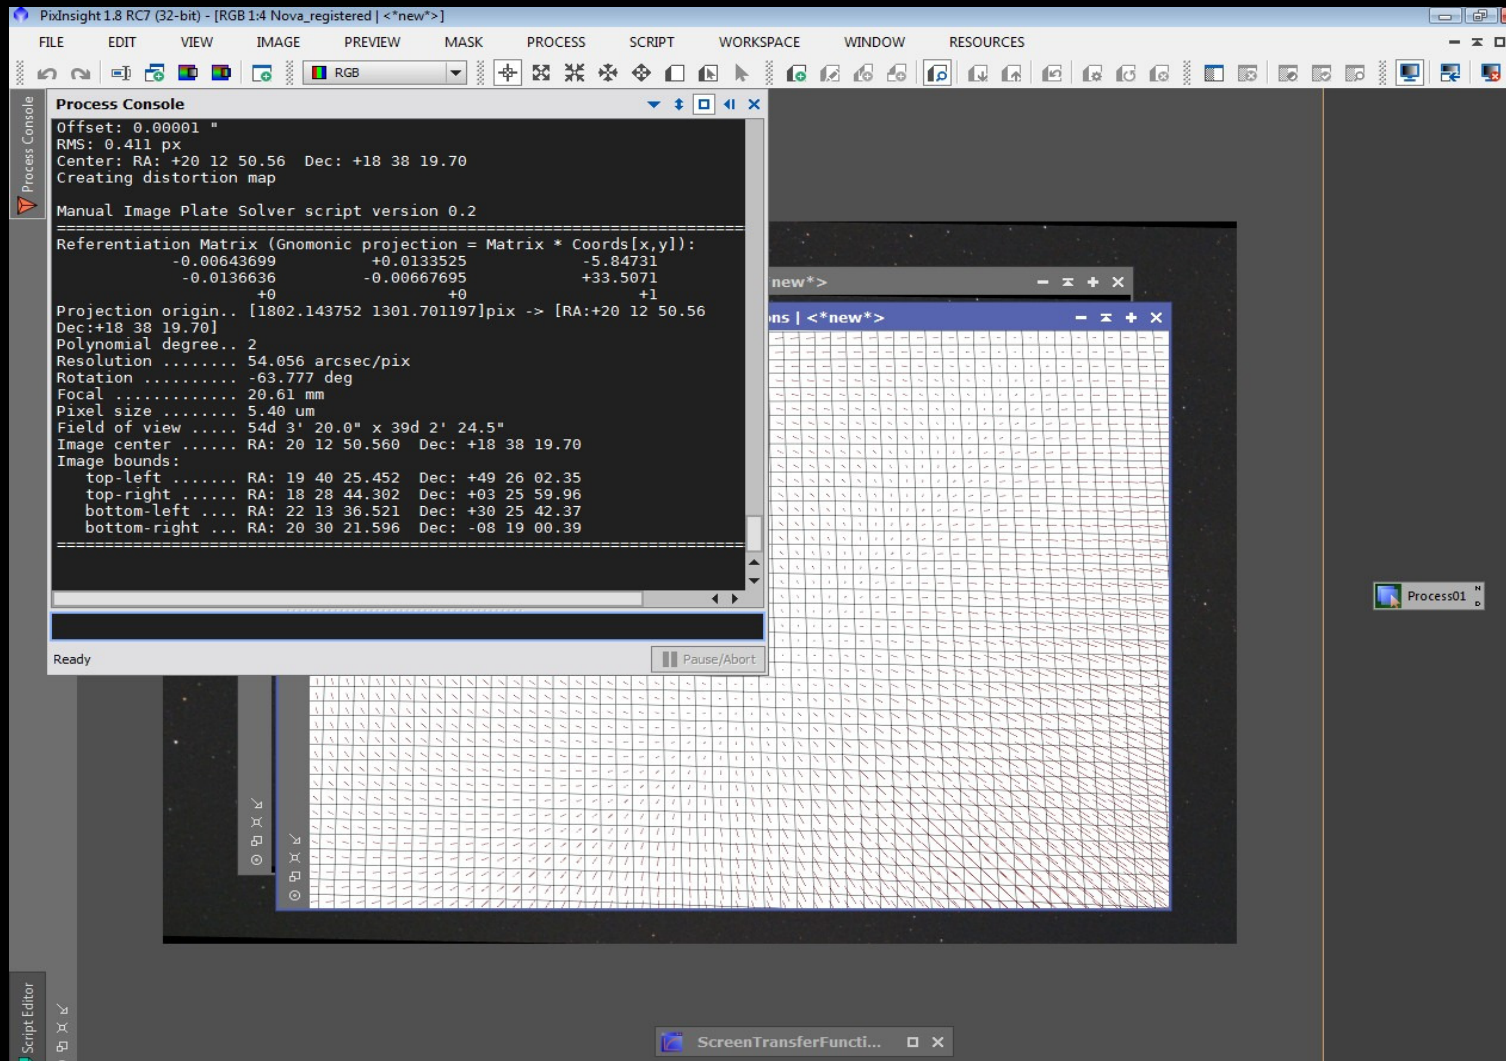 PixInsight 1.8 RC7 (32-bit) - [RGB 1:4 Nova_registered | <*new*>]
FILE EDIT VIEW IMAGE PREVIEW MASK PROCESS SCRIPT WORKSPACE WINDOW RESOURCES
RGB
Process Console
Process Console
Offset: 0.00001 "
RMS: 0.411 px
Center: RA: +20 12 50.56 Dec: +18 38 19.70
Creating distortion map
Manual Image Plate Solver script version 0.2
===============================================================================
Referentiation Matrix (Gnomonic projection = Matrix * Coords[x,y]):
-0.00643699 +0.0133525 -5.84731
-0.0136636 -0.00667695 +33.5071
+0 +0 +1
Projection origin.. [1802.143752 1301.701197]pix -> [RA:+20 12 50.56
Dec:+18 38 19.70]
Polynomial degree.. 2
Resolution ........ 54.056 arcsec/pix
Rotation .......... -63.777 deg
Focal ............. 20.61 mm
Pixel size ........ 5.40 um
Field of view ..... 54d 3' 20.0" x 39d 2' 24.5"
Image center ...... RA: 20 12 50.560 Dec: +18 38 19.70
Image bounds:
top-left ....... RA: 19 40 25.452 Dec: +49 26 02.35
top-right ...... RA: 18 28 44.302 Dec: +03 25 59.96
bottom-left .... RA: 22 13 36.521 Dec: +30 25 42.37
bottom-right ... RA: 20 30 21.596 Dec: -08 19 00.39
===============================================================================
Ready
Pause/Abort
new*>
ns | <*new*>
Process01
N
D
Script Editor
ScreenTransferFuncti...